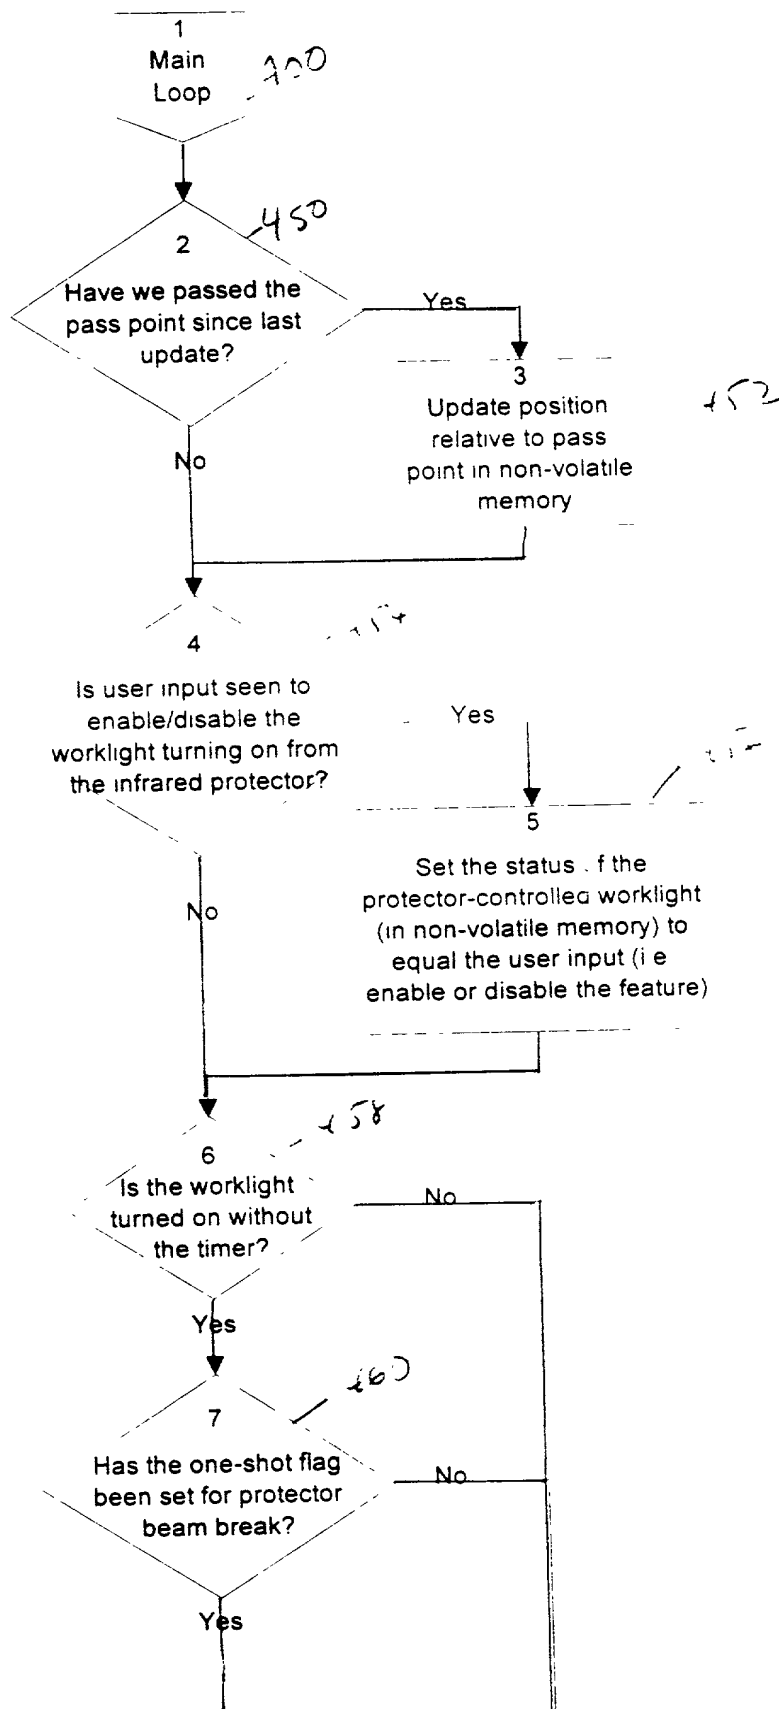 1
Main
Loop
2
450
Have we passed the
pass point since last
update?
Yes
3
Update position
relative to pass
point in non-volatile
memory
No
4
Is user input seen to
enable/disable the
worklight turning on from
the infrared protector?
Yes
5
Set the status f the
protector-controlled worklight
(in non-volatile memory) to
equal the user input (i e
enable or disable the feature)
No
6
458
Is the worklight
turned on without
the timer?
No
Yes
7
460
Has the one-shot flag
been set for protector
beam break?
No
Yes